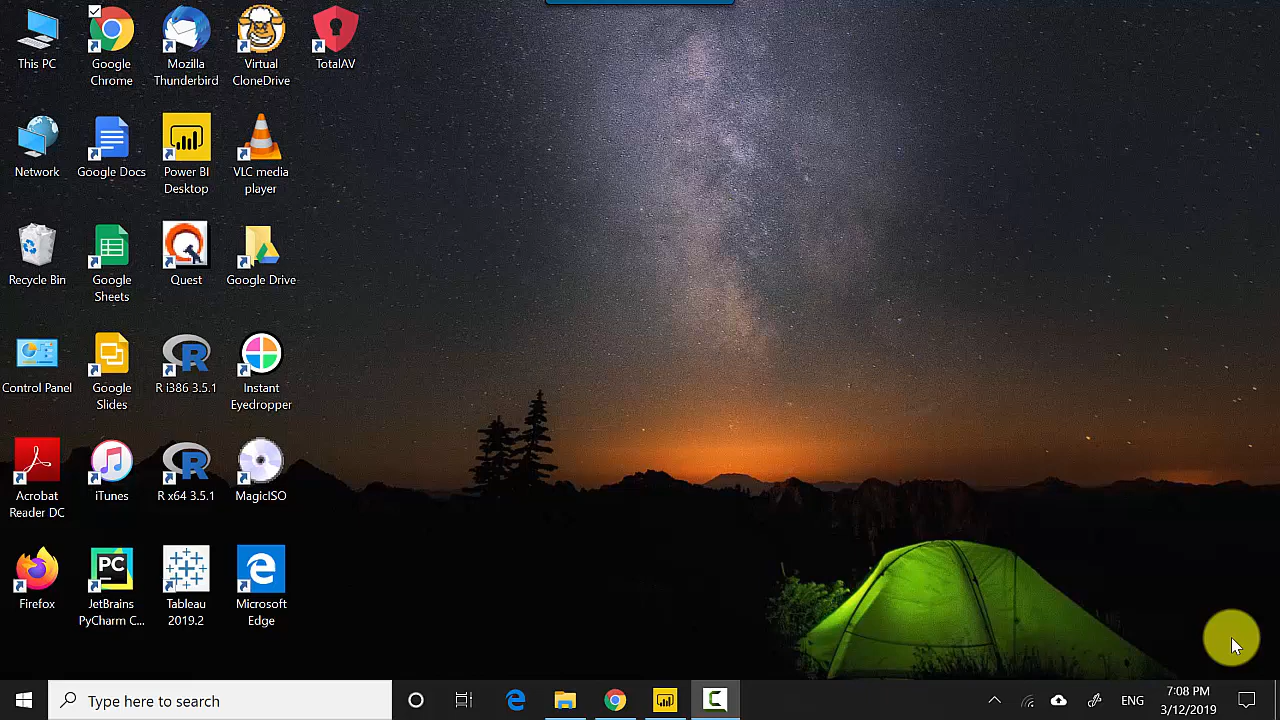 This PC
Google
Chrome
Mozilla
Thunderbird
Virtual
CloneDrive
TotalAV
Network
Google Docs
Power BI
Desktop
VLC media
player
Recycle Bin
Google
Sheets
Quest
Google Drive
Control Panel
Google
Slides
R i386 3.5.1
Instant
Eyedropper
Acrobat
Reader DC
iTunes
R x64 3.5.1
MagicISO
PC
Firefox
JetBrains
PyCharm C...
Tableau
2019.2
Microsoft
Edge
Type here to search
ENG
7:08 PM
3/12/2019